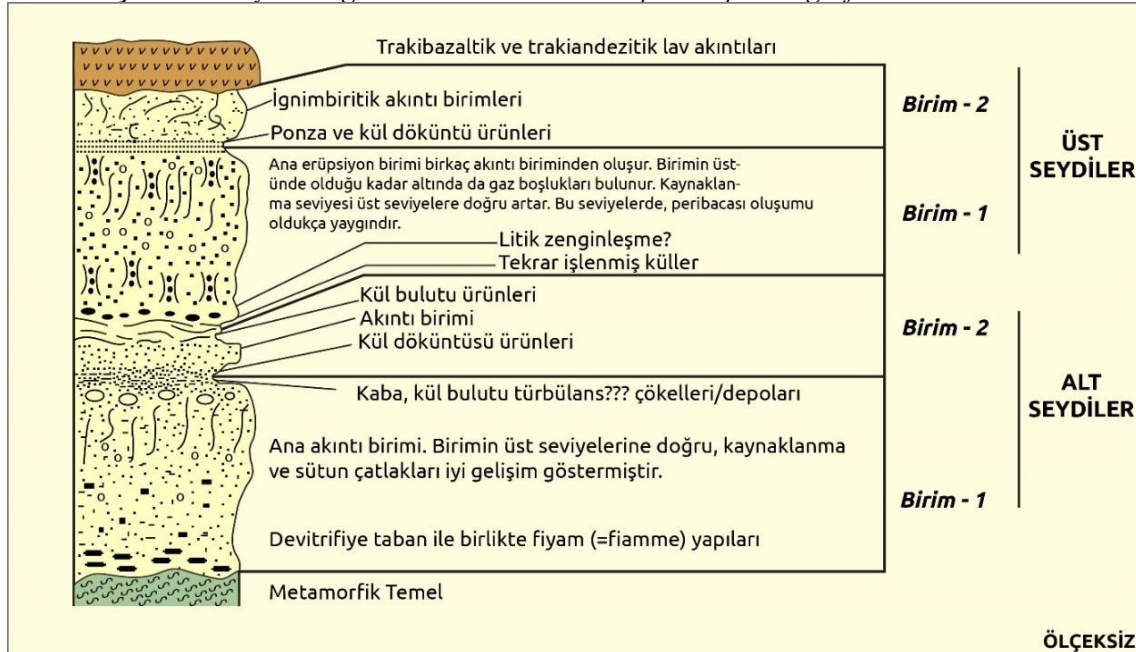 Trakibazaltik ve trakiandezitik lav akıntıları
İgnimbiritik akıntı birimleri
Ponza ve kül döküntü ürünleri
Birim - 2
Ana erüpsiyon birimi birkaç akıntı biriminden oluşur. Birimin üst-
ünde olduğu kadar altında da gaz boşlukları bulunur. Kaynaklan-
ma seviyesi üst seviyelere doğru artar. Bu seviyelerde, peribacası oluşumu
oldukça yaygındır.
Birim - 1
ÜST
SEYDİLER
Litik zenginleşme?
Tekrar işlenmiş küller
Kül bulutu ürünleri
Akıntı birimi
Kül döküntüsü ürünleri
Birim - 2
Kaba, kül bulutu türbülans??? çökelleri/depoları
Ana akıntı birimi. Birimin üst seviyelerine doğru, kaynaklanma
ve sütun çatlakları iyi gelişim göstermiştir.
Birim - 1
ALT
SEYDİLER
Devitrifiye taban ile birlikte fiyam (=fiamme) yapıları
Metamorfik Temel
ÖLÇEKSİZ